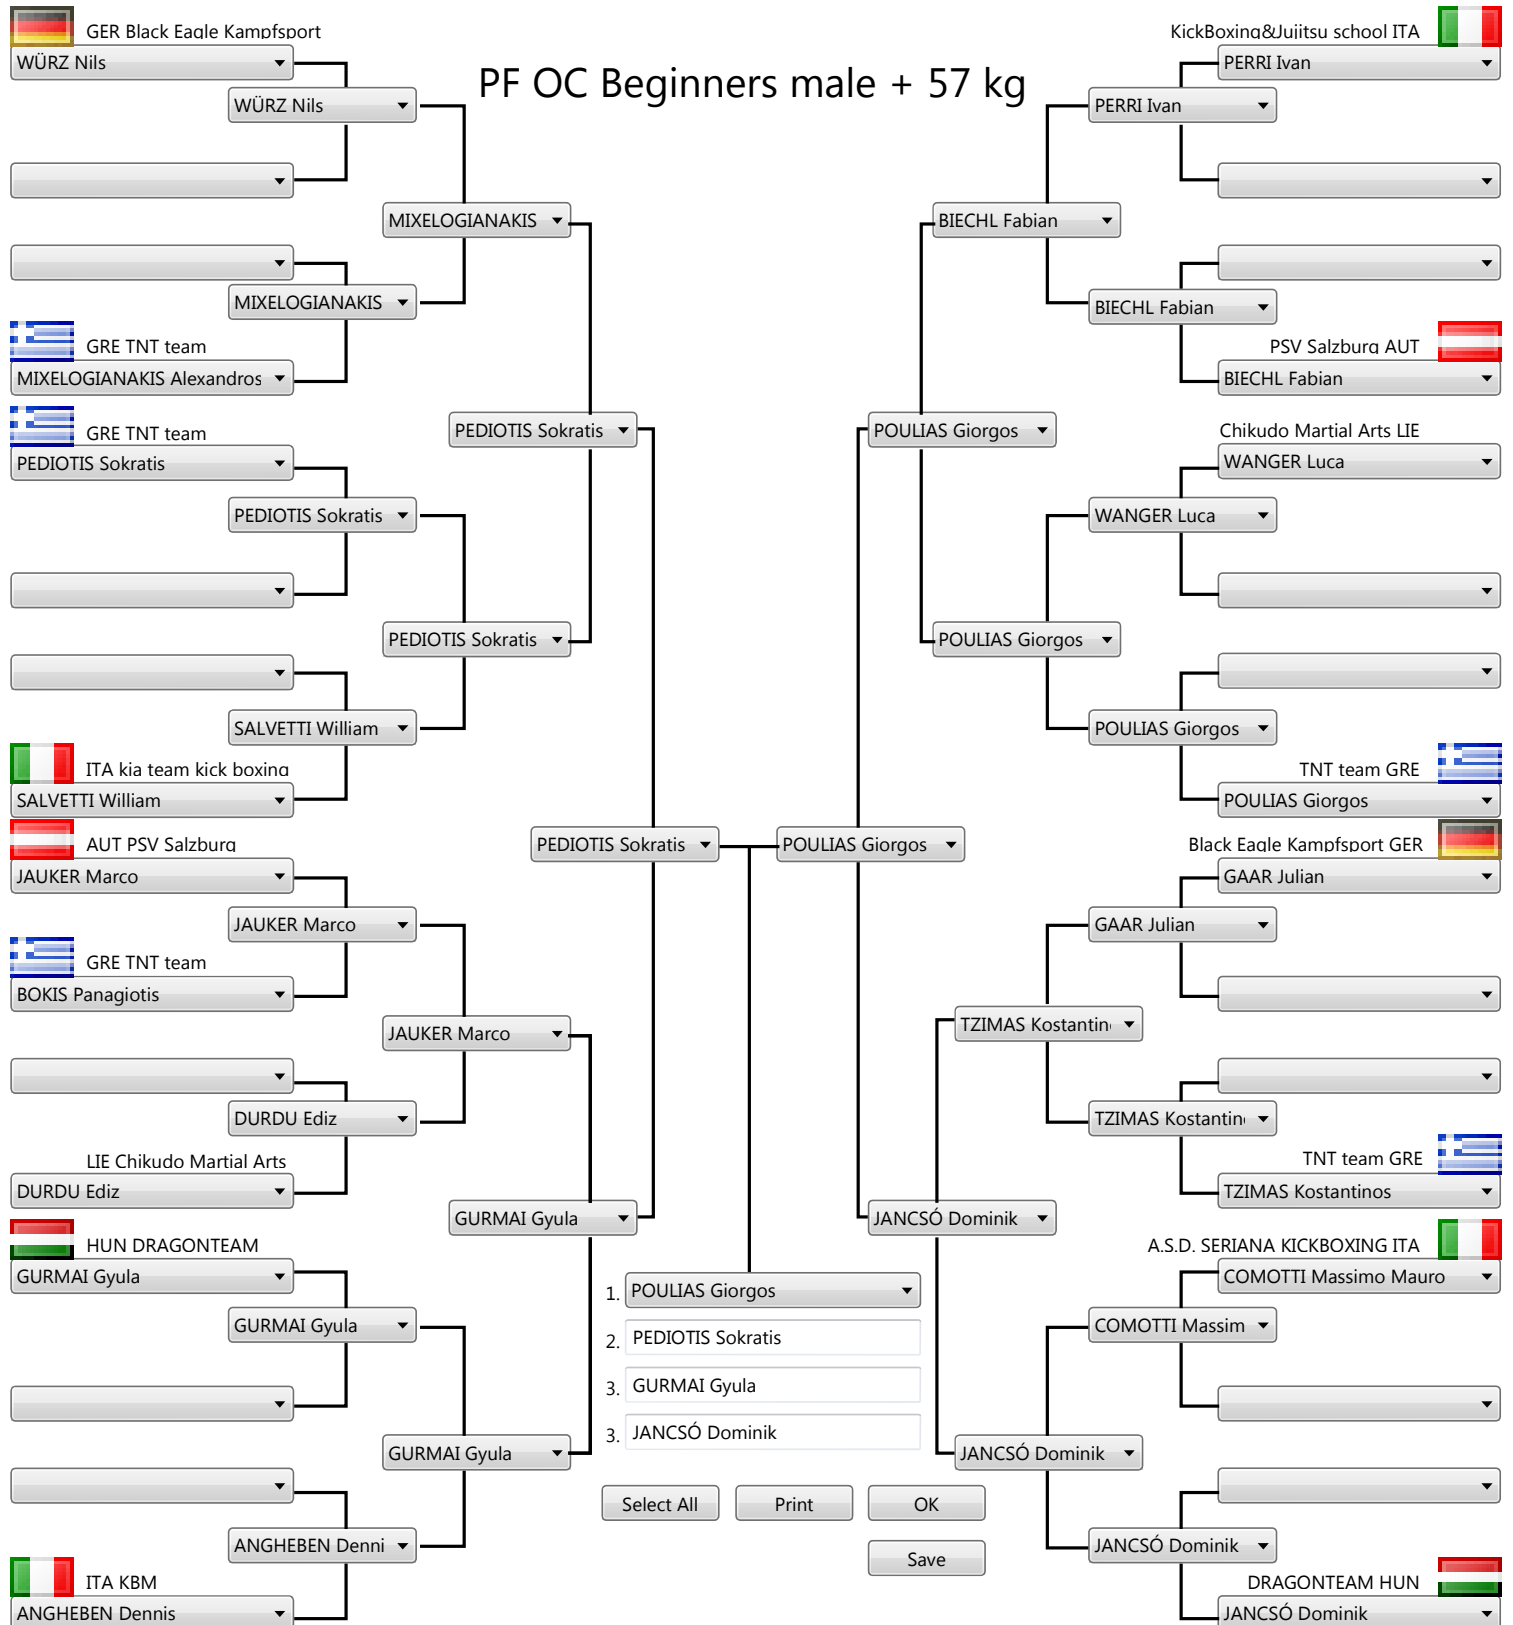 GER Black Eagle Kampfsport
KickBoxing&Jujitsu school ITA
WÜRZ Nils
PERRI Ivan
PF OC Beginners male + 57 kg
WÜRZ Nils
PERRI Ivan
MIXELOGIANAKIS
BIECHL Fabian
MIXELOGIANAKIS
BIECHL Fabian
GRE TNT team
PSV Salzburg AUT
MIXELOGIANAKIS Alexandros
BIECHL Fabian
GRE TNT team
PEDIOTIS Sokratis
POULIAS Giorgos
Chikudo Martial Arts LIE
PEDIOTIS Sokratis
WANGER Luca
PEDIOTIS Sokratis
WANGER Luca
PEDIOTIS Sokratis
POULIAS Giorgos
SALVETTI William
POULIAS Giorgos
ITA kia team kick boxing
TNT team GRE
SALVETTI William
POULIAS Giorgos
AUT PSV Salzburg
PEDIOTIS Sokratis
POULIAS Giorgos
Black Eagle Kampfsport GER
JAUKER Marco
GAAR Julian
JAUKER Marco
GAAR Julian
GRE TNT team
BOKIS Panagiotis
JAUKER Marco
TZIMAS Kostantin
DURDU Ediz
TZIMAS Kostantin
LIE Chikudo Martial Arts
TNT team GRE
DURDU Ediz
TZIMAS Kostantinos
GURMAI Gyula
JANCSÓ Dominik
HUN DRAGONTEAM
A.S.D. SERIANA KICKBOXING ITA
GURMAI Gyula
COMOTTI Massimo Mauro
1. POULIAS Giorgos
GURMAI Gyula
COMOTTI Massim
2. PEDIOTIS Sokratis
3. GURMAI Gyula
3. JANCSÓ Dominik
GURMAI Gyula
JANCSÓ Dominik
Select All
Print
OK
ANGHEBEN Denni
JANCSÓ Dominik
Save
ITA KBM
DRAGONTEAM HUN
ANGHEBEN Dennis
JANCSÓ Dominik